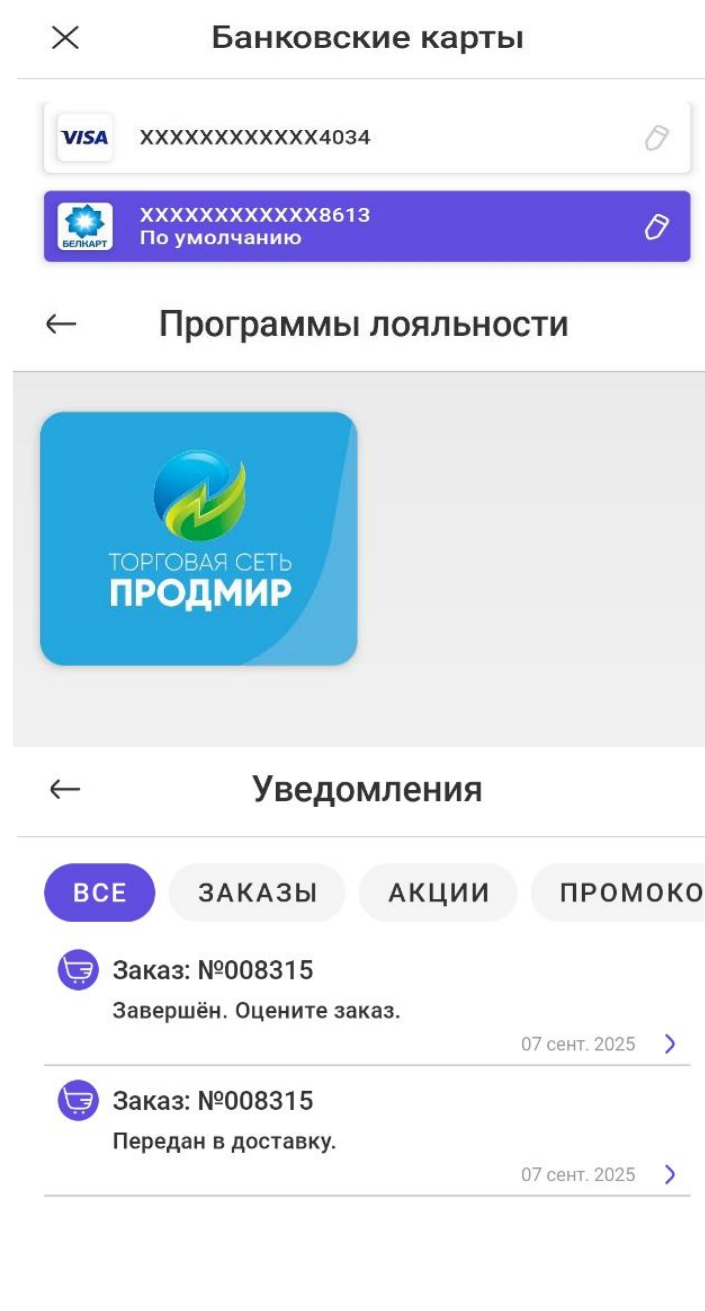 Банковские карты
VISA XXXXXXXXXXXX4034
XXXXXXXXXXXX8613
БЕЛКАРТ По умолчанию
Программы лояльности
ТОРГОВАЯ СЕТЬ
ПРОДМИР
Уведомления
ВСЕ ЗАКАЗЫ АКЦИИ ПРОМОКО
Заказ: №008315
Завершён. Оцените заказ.
07 сент. 2025
Заказ: №008315
Передан в доставку.
07 сент. 2025